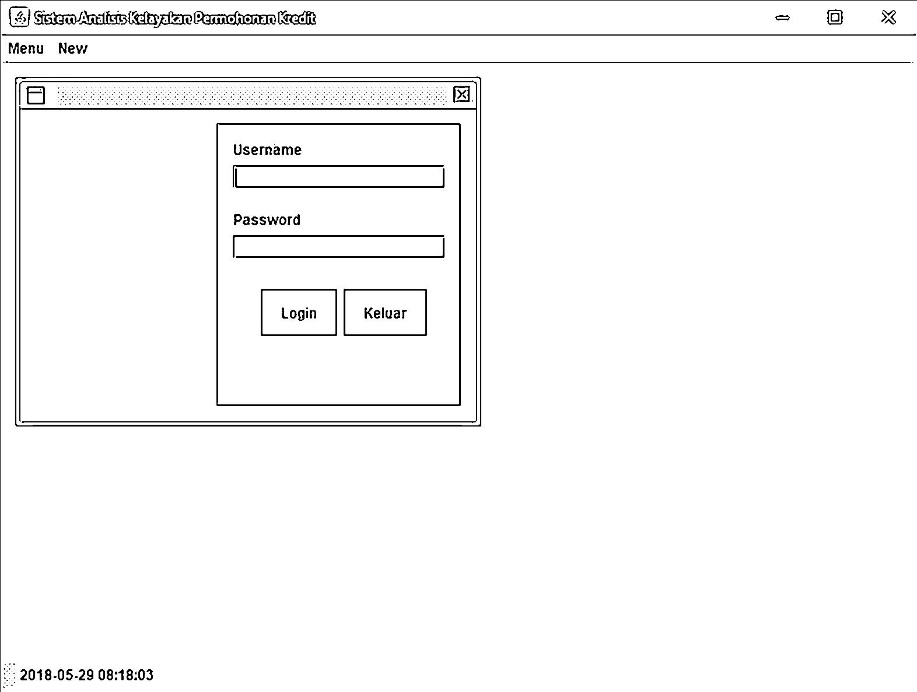 Sistem Analisis Kelayakan Permohonan Kredit
Menu New
Username
Password
Login Keluar
2018-05-29 08:18:03